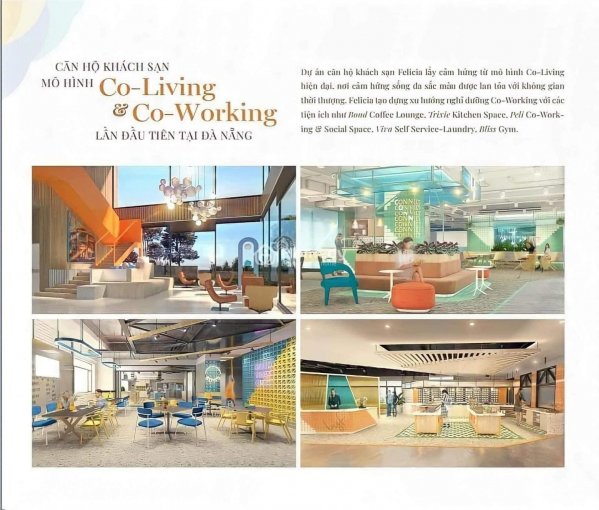 CĂN HỘ KHÁCH SẠN
MÔ HÌNH Co-Living
& Co-Working
LẦN ĐẦU TIÊN TẠI ĐÀ NẴNG
Dự án căn hộ khách sạn Felicia lấy cảm hứng từ mô hình Co-Living
hiện đại, nơi cảm hứng sống đa sắc màu được lan tỏa với không gian
thời thượng. Felicia tạo dựng xu hướng nghỉ dưỡng Co-Working với các
tiện ích như Bond Coffee Lounge, Trixie Kitchen Space, Peli Co-Work-
ing & Social Space, Viva Self Service-Laundry, Bliss Gym.
CONNECT